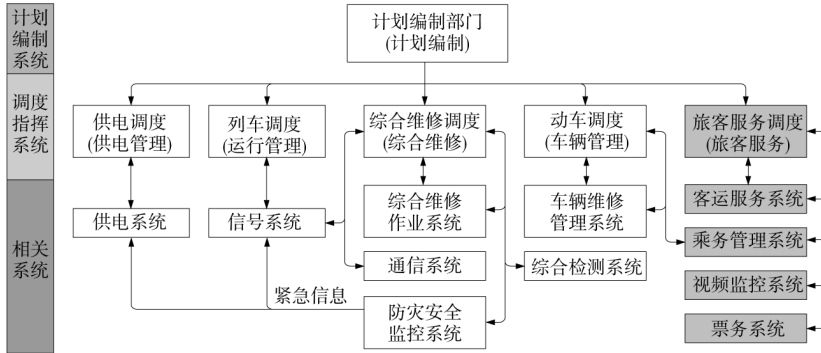 计划
编制
系统
计划编制部门
(计划编制)
调度
指挥
系统
供电调度
(供电管理)
列车调度
(运行管理)
综合维修调度
(综合维修)
动车调度
(车辆管理)
旅客服务调度
(旅客服务)
相关
系统
供电系统
信号系统
综合维修
作业系统
车辆维修
管理系统
客运服务系统
乘务管理系统
通信系统
综合检测系统
视频监控系统
紧急信息
防灾安全
监控系统
票务系统